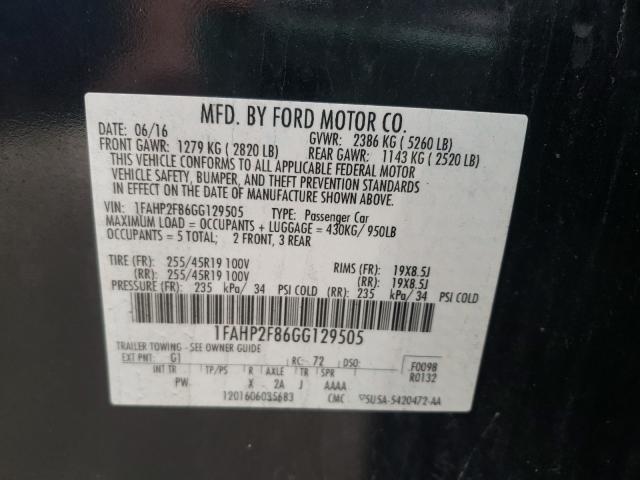 MFD. BY FORD MOTOR CO.
DATE: 06/16 GVWR: 2386 KG ( 5260 LB)
FRONT GAWR: 1279 KG ( 2820 LB) REAR GAWR: 1143 KG ( 2520 LB)
THIS VEHICLE CONFORMS TO ALL APPLICABLE FEDERAL MOTOR
VEHICLE SAFETY, BUMPER, AND THEFT PREVENTION STANDARDS
IN EFFECT ON THE DATE OF MANUFACTURE SHOWN ABOVE.
VIN: 1FAHP2F86GG129505 TYPE: Passenger Car
MAXIMUM LOAD = OCCUPANTS + LUGGAGE = 430KG/ 950LB
OCCUPANTS = 5 TOTAL; 2 FRONT, 3 REAR
TIRE (FR): 255/45R19 100V RIMS (FR): 19X8.5J
(RR): 255/45R19 100V (RR): 19X8.5J
PRESSURE (FR): 235 kPa/ 34 PSI COLD (RR): 235 kPa/ 34 PSI COLD
1FAHP2F86GG129505
TRAILER TOWING - SEE OWNER GUIDE
EXT PNT: G1 RC: 72 DSO: F0098
INT TR TP/PS R AXLE TR SPR R0132
PW X 2A J AAAA
1201606035683 CMC 5USA-5420472-AA